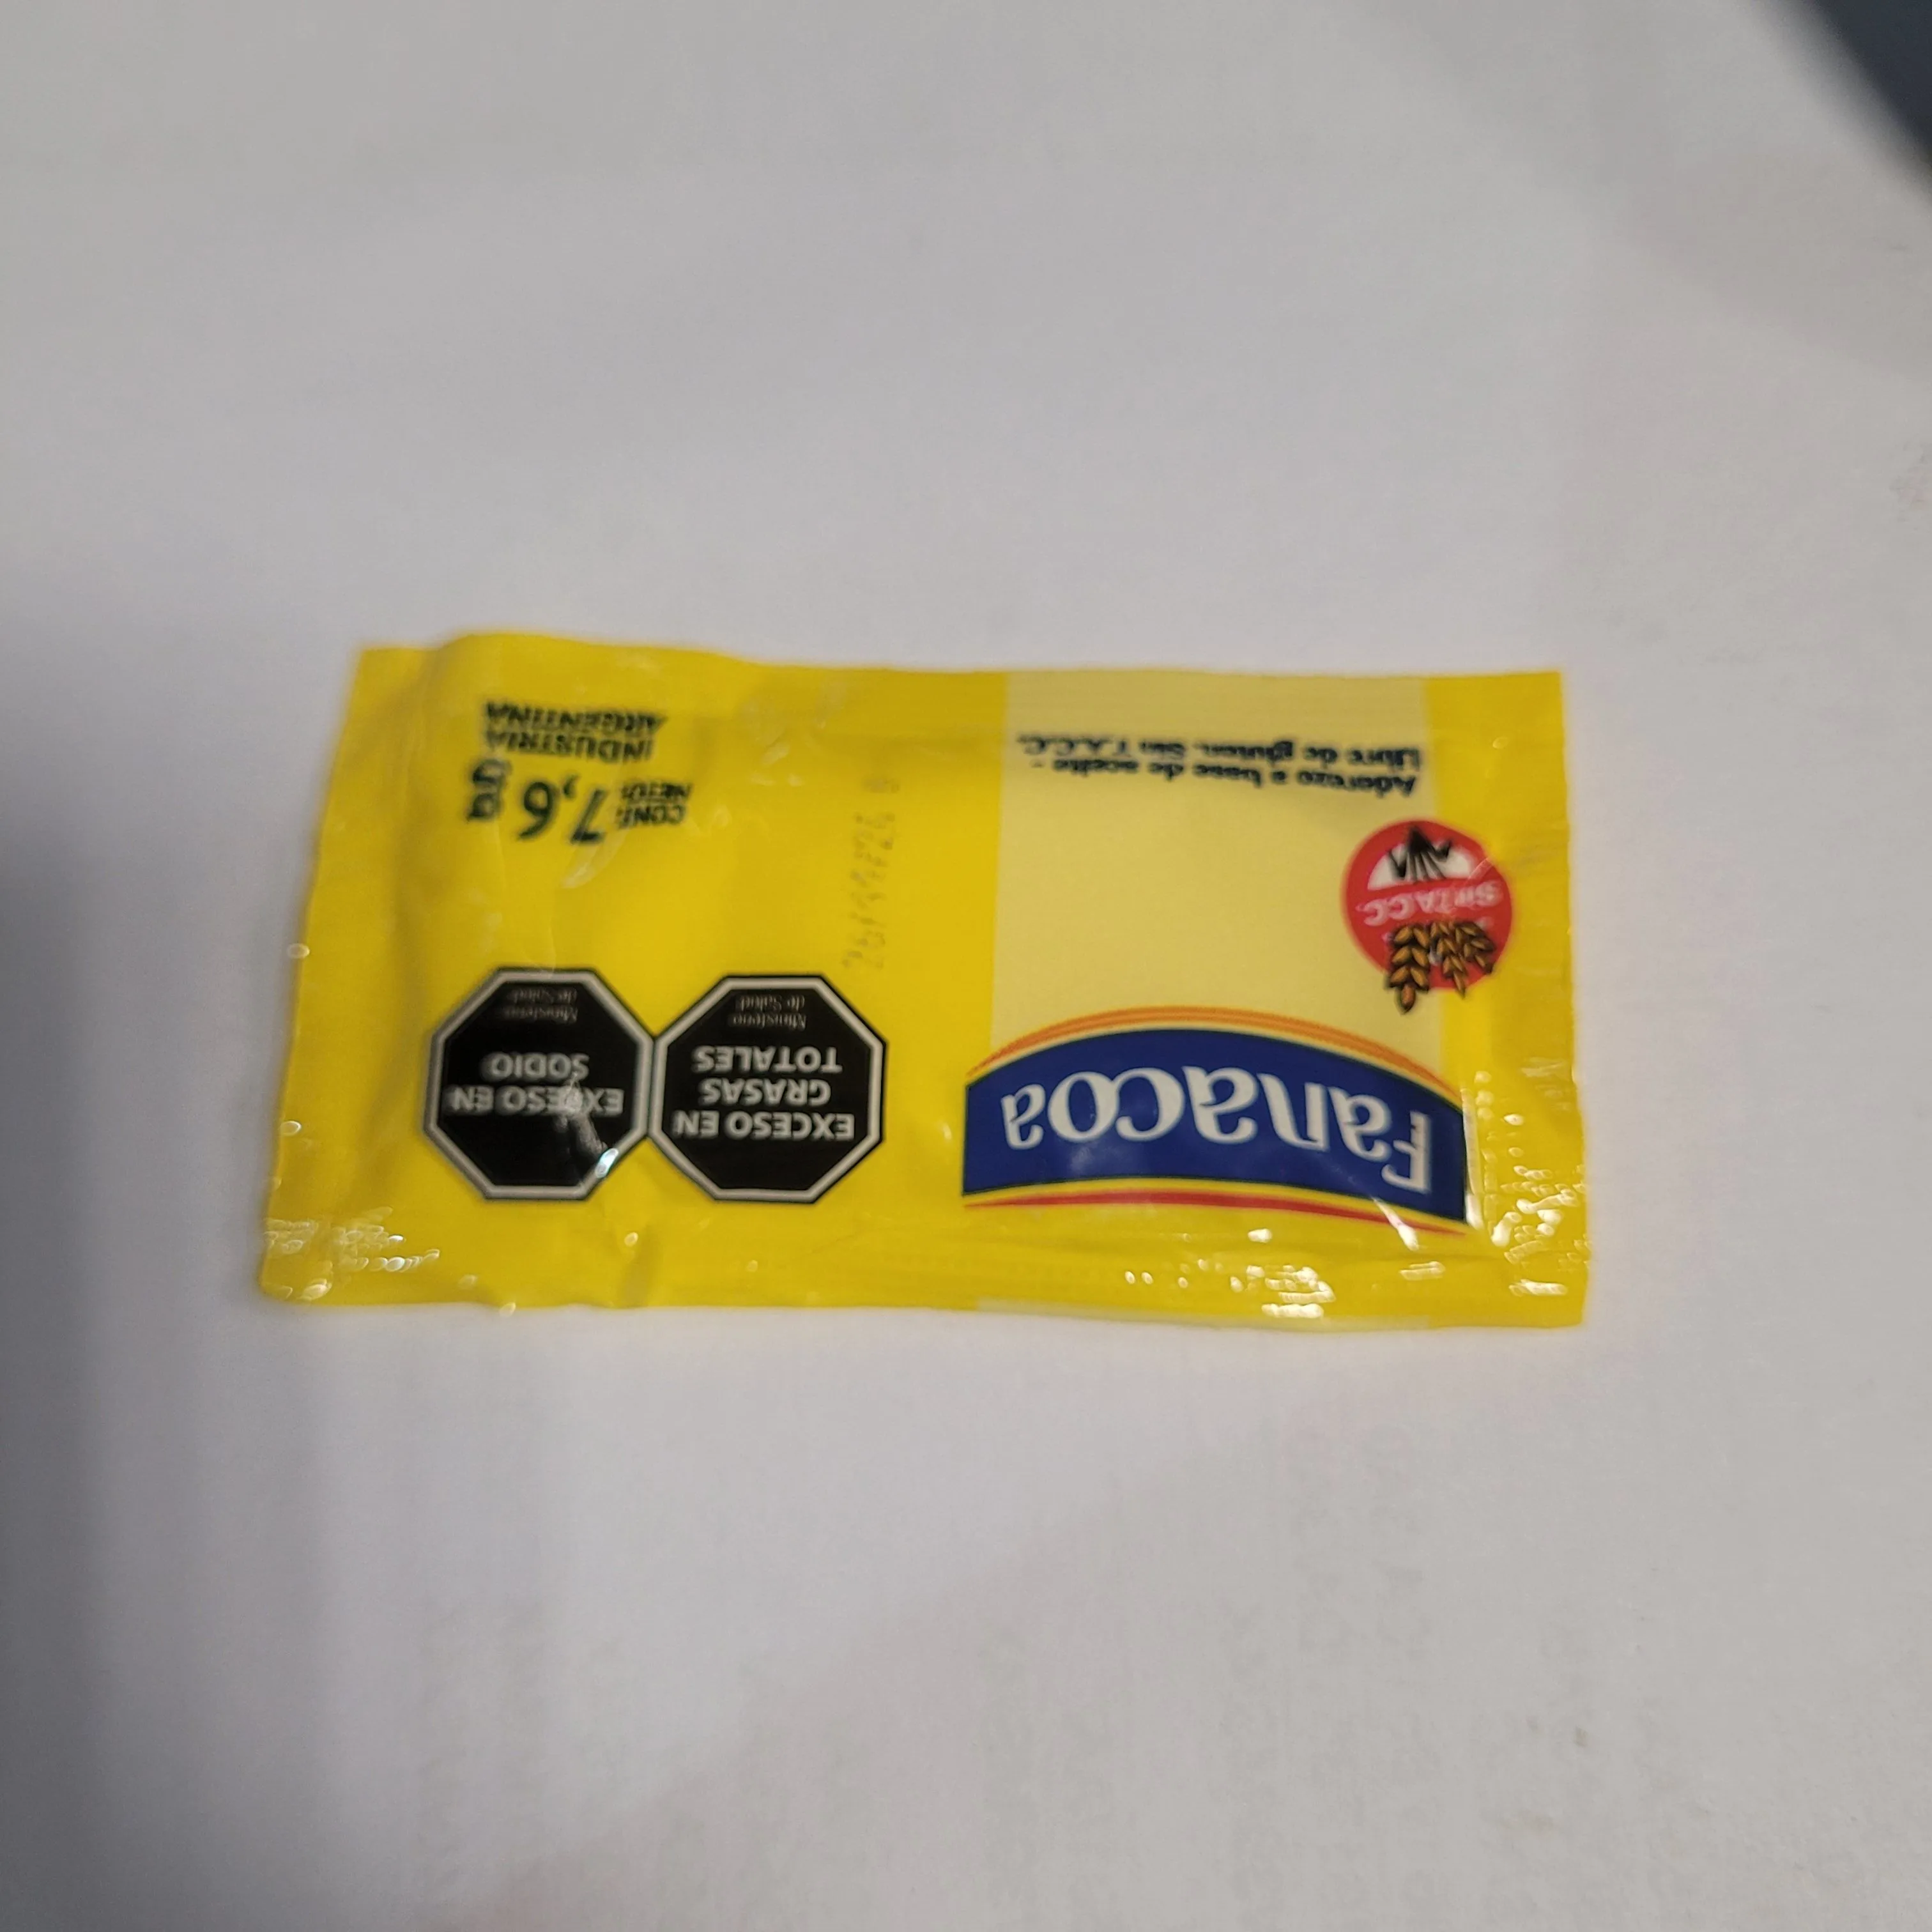 Fanacoa
Sin T.A.C.C.
Aderezo a base de aceite -
Libre de gluten. Sin T.A.C.C.
EXCESO EN
GRASAS
TOTALES
Ministerio
de Salud
EXCESO EN
SODIO
Ministerio
de Salud
CONT.
NETO:
7,6 g
INDUSTRIA
ARGENTINA